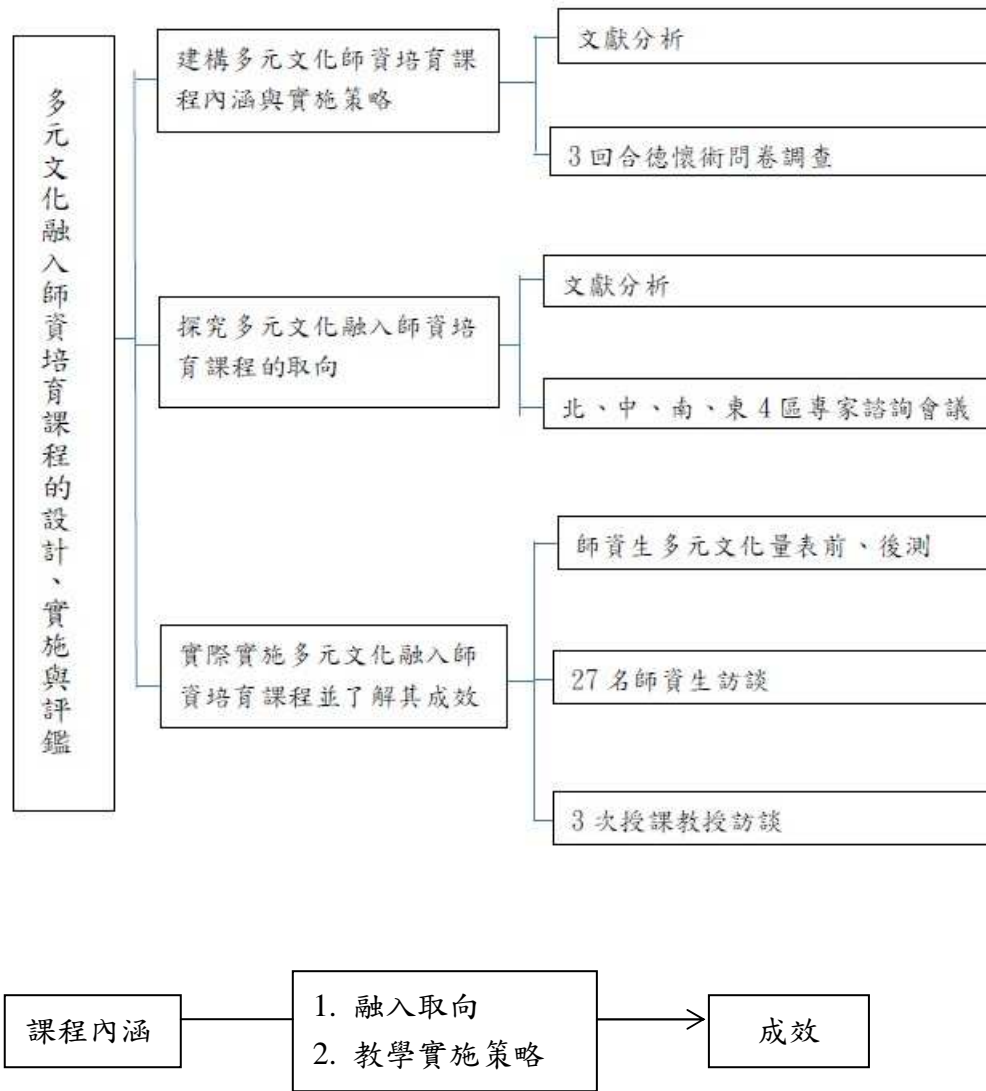 多元文化融入師資培育課程的設計、實施與評鑑
建構多元文化師資培育課
程內涵與實施策略
文獻分析
3 回合德懷術問卷調查
探究多元文化融入師資培
育課程的取向
文獻分析
北、中、南、東 4 區專家諮詢會議
實際實施多元文化融入師
資培育課程並了解其成效
師資生多元文化量表前、後測
27 名師資生訪談
3 次授課教授訪談
課程內涵
1. 融入取向
2. 教學實施策略
成效